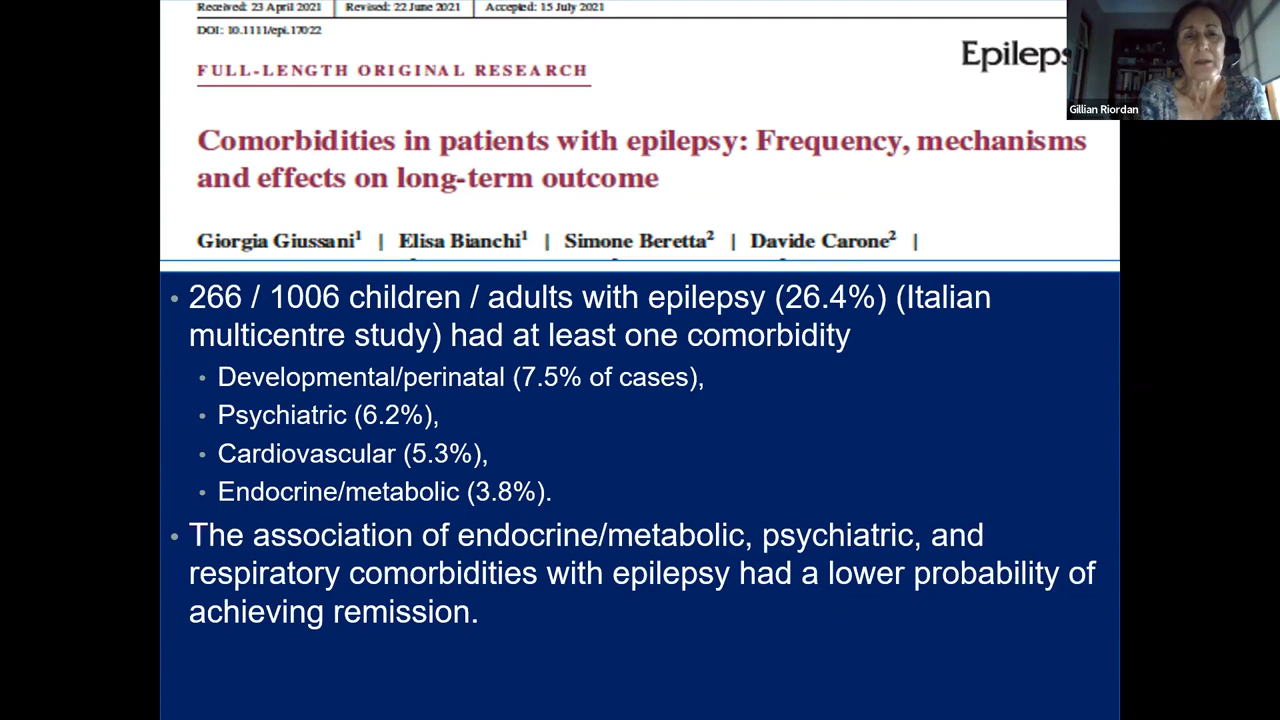 Received: 23 April 2021 | Revised: 22 June 2021 | Accepted: 15 July 2021
DOI: 10.1111/epi.17022
Epileps
Gillian Riordan
FULL-LENGTH ORIGINAL RESEARCH
Comorbidities in patients with epilepsy: Frequency, mechanisms
and effects on long-term outcome
Giorgia Giussani1 | Elisa Bianchi1 | Simone Beretta2 | Davide Carone2 |
• 266 / 1006 children / adults with epilepsy (26.4%) (Italian
multicentre study) had at least one comorbidity
• Developmental/perinatal (7.5% of cases),
• Psychiatric (6.2%),
• Cardiovascular (5.3%),
• Endocrine/metabolic (3.8%).
• The association of endocrine/metabolic, psychiatric, and
respiratory comorbidities with epilepsy had a lower probability of
achieving remission.